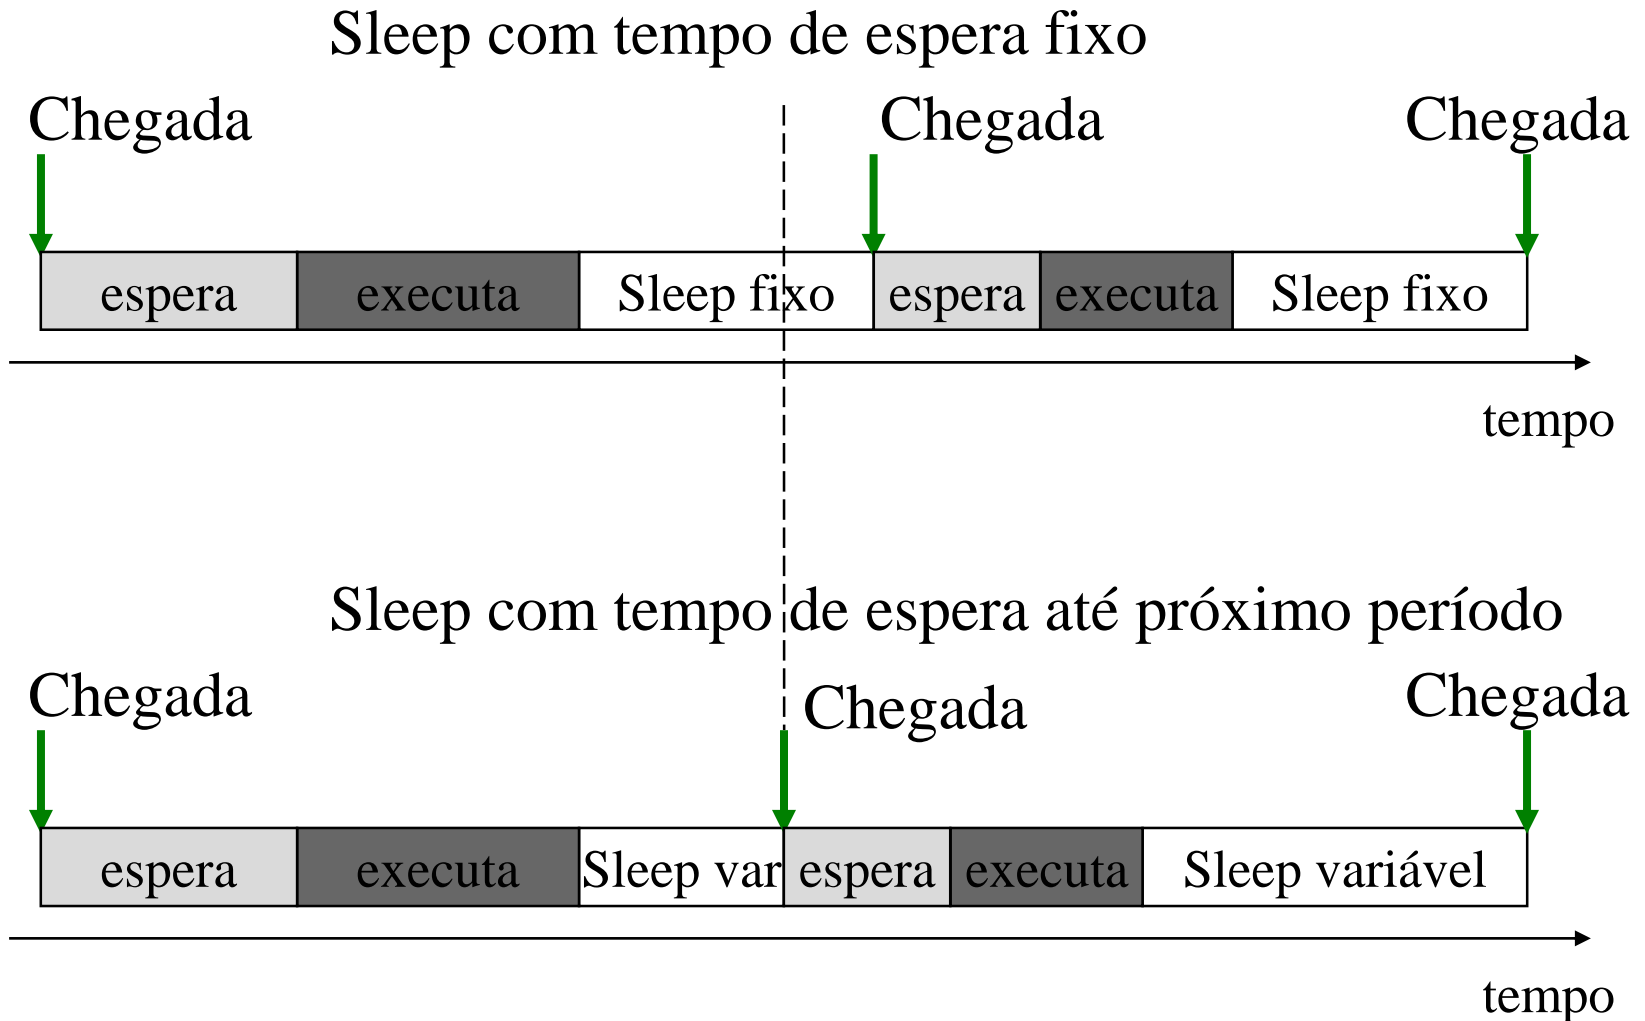 Sleep com tempo de espera fixo
Chegada Chegada Chegada
espera executa Sleep fixo espera executa Sleep fixo
tempo
Sleep com tempo de espera até próximo período
Chegada Chegada Chegada
espera executa Sleep var espera executa Sleep variável
tempo